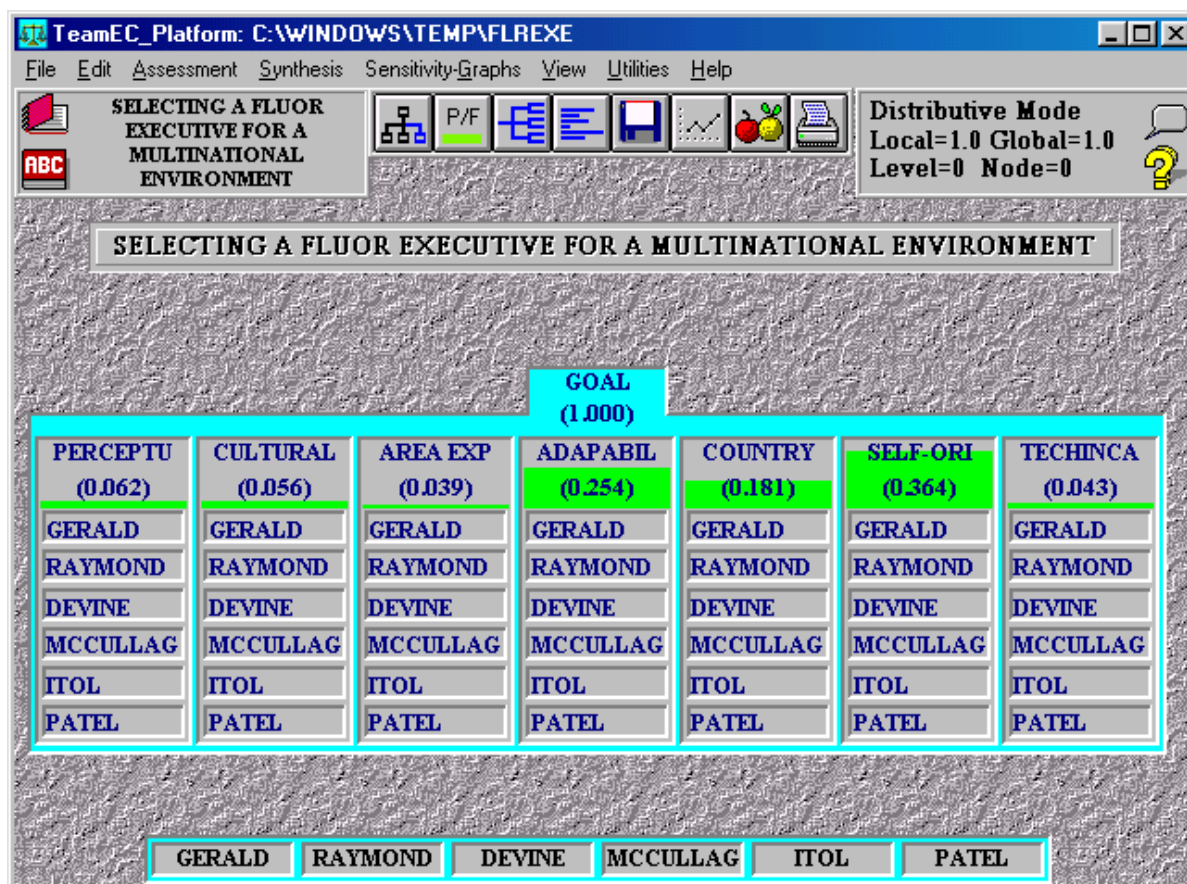 TeamEC_Platform: C:\WINDOWS\TEMP\FLREXE
File Edit Assessment Synthesis Sensitivity-Graphs View Utilities Help
SELECTING A FLUOR
EXECUTIVE FOR A
MULTINATIONAL
ENVIRONMENT
ABC
P/F
Distributive Mode
Local=1.0 Global=1.0
Level=0 Node=0
SELECTING A FLUOR EXECUTIVE FOR A MULTINATIONAL ENVIRONMENT
GOAL
(1.000)
PERCEPTU CULTURAL AREA EXP ADAPABIL COUNTRY SELF-ORI TECHINCA
(0.062) (0.056) (0.039) (0.254) (0.181) (0.364) (0.043)
GERALD GERALD GERALD GERALD GERALD GERALD GERALD
RAYMOND RAYMOND RAYMOND RAYMOND RAYMOND RAYMOND RAYMOND
DEVINE DEVINE DEVINE DEVINE DEVINE DEVINE DEVINE
MCCULLAG MCCULLAG MCCULLAG MCCULLAG MCCULLAG MCCULLAG MCCULLAG
ITOL ITOL ITOL ITOL ITOL ITOL ITOL
PATEL PATEL PATEL PATEL PATEL PATEL PATEL
GERALD RAYMOND DEVINE MCCULLAG ITOL PATEL